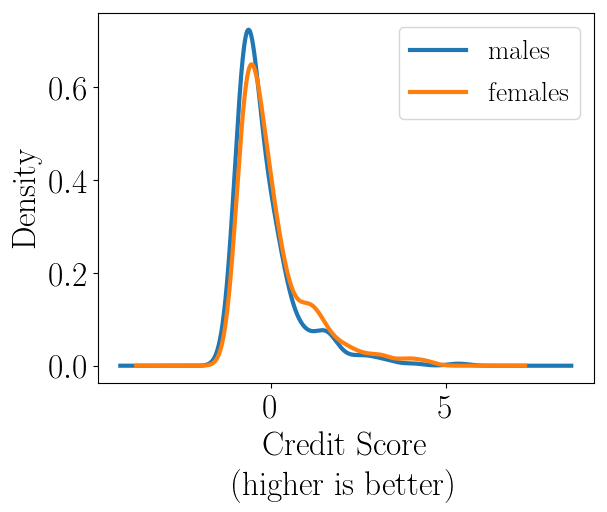 males
females
0.6
0.4
0.2
0.0
Density
0
5
Credit Score
(higher is better)